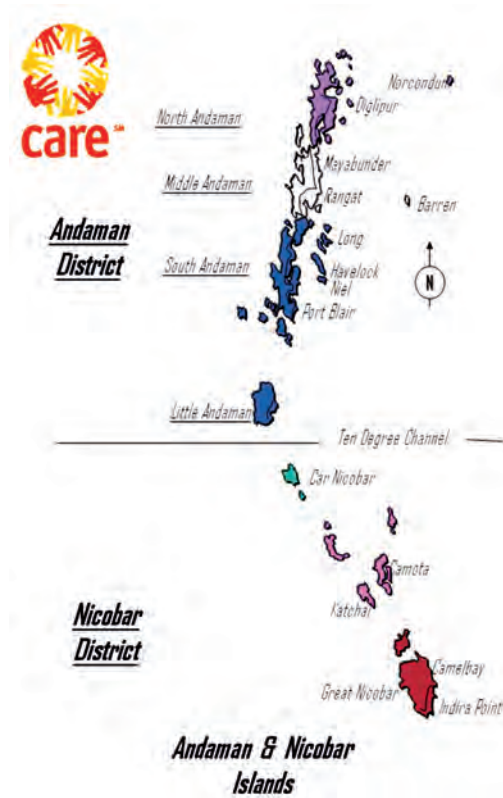 care SM
Norcondum
Diglipur
North Andaman
Mayabunder
Middle Andaman
Rangat
Barren
Andaman
District
Long
South Andaman
Havelock
Niel
N
Port Blair
Little Andaman
Ten Degree Channel
Car Nicobar
Camota
Katchal
Nicobar
District
Camelbay
Great Nicobar
Indira Point
Andaman & Nicobar
Islands